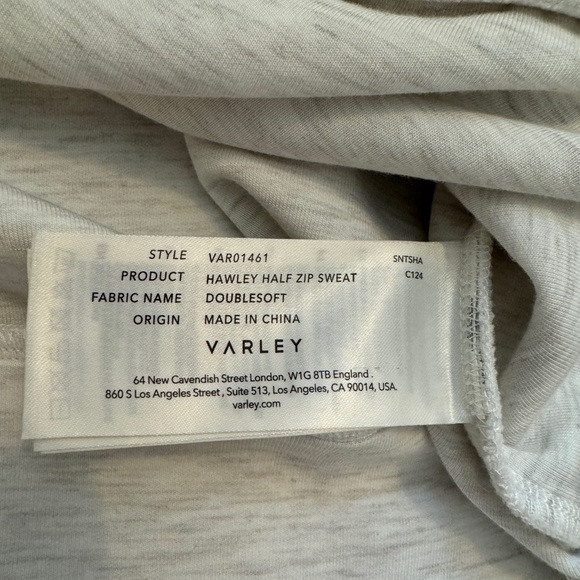 STYLE VAR01461 SNTSHA
PRODUCT HAWLEY HALF ZIP SWEAT C124
FABRIC NAME DOUBLESOFT
ORIGIN MADE IN CHINA
VARLEY
64 New Cavendish Street London, W1G 8TB England .
860 S Los Angeles Street , Suite 513, Los Angeles, CA 90014, USA.
varley.com